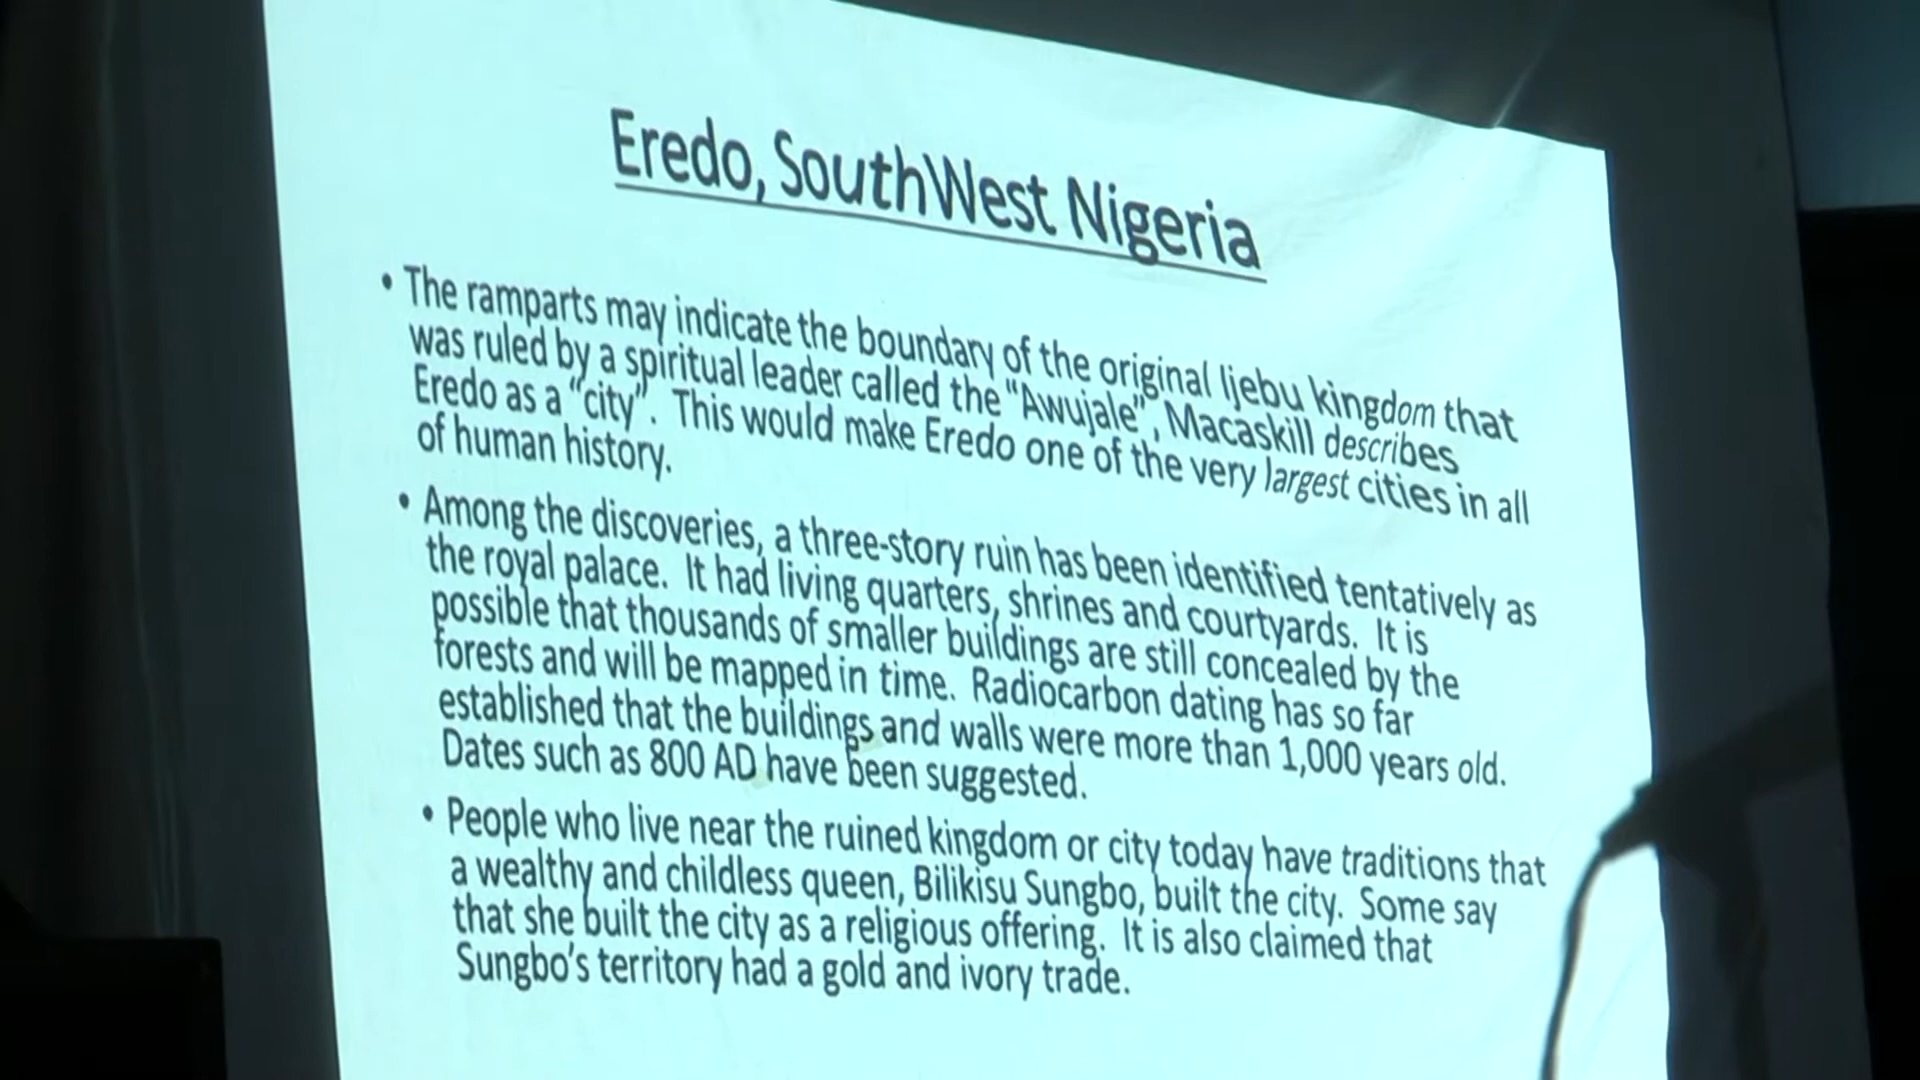 Eredo, SouthWest Nigeria
• The ramparts may indicate the boundary of the original Ijebu kingdom that
was ruled by a spiritual leader called the “Awujale”, Macaskill describes
Eredo as a “city”. This would make Eredo one of the very largest cities in all
of human history.
• Among the discoveries, a three-story ruin has been identified tentatively as
the royal palace. It had living quarters, shrines and courtyards. It is
possible that thousands of smaller buildings are still concealed by the
forests and will be mapped in time. Radiocarbon dating has so far
established that the buildings and walls were more than 1,000 years old.
Dates such as 800 AD have been suggested.
• People who live near the ruined kingdom or city today have traditions that
a wealthy and childless queen, Bilikisu Sungbo, built the city. Some say
that she built the city as a religious offering. It is also claimed that
Sungbo’s territory had a gold and ivory trade.